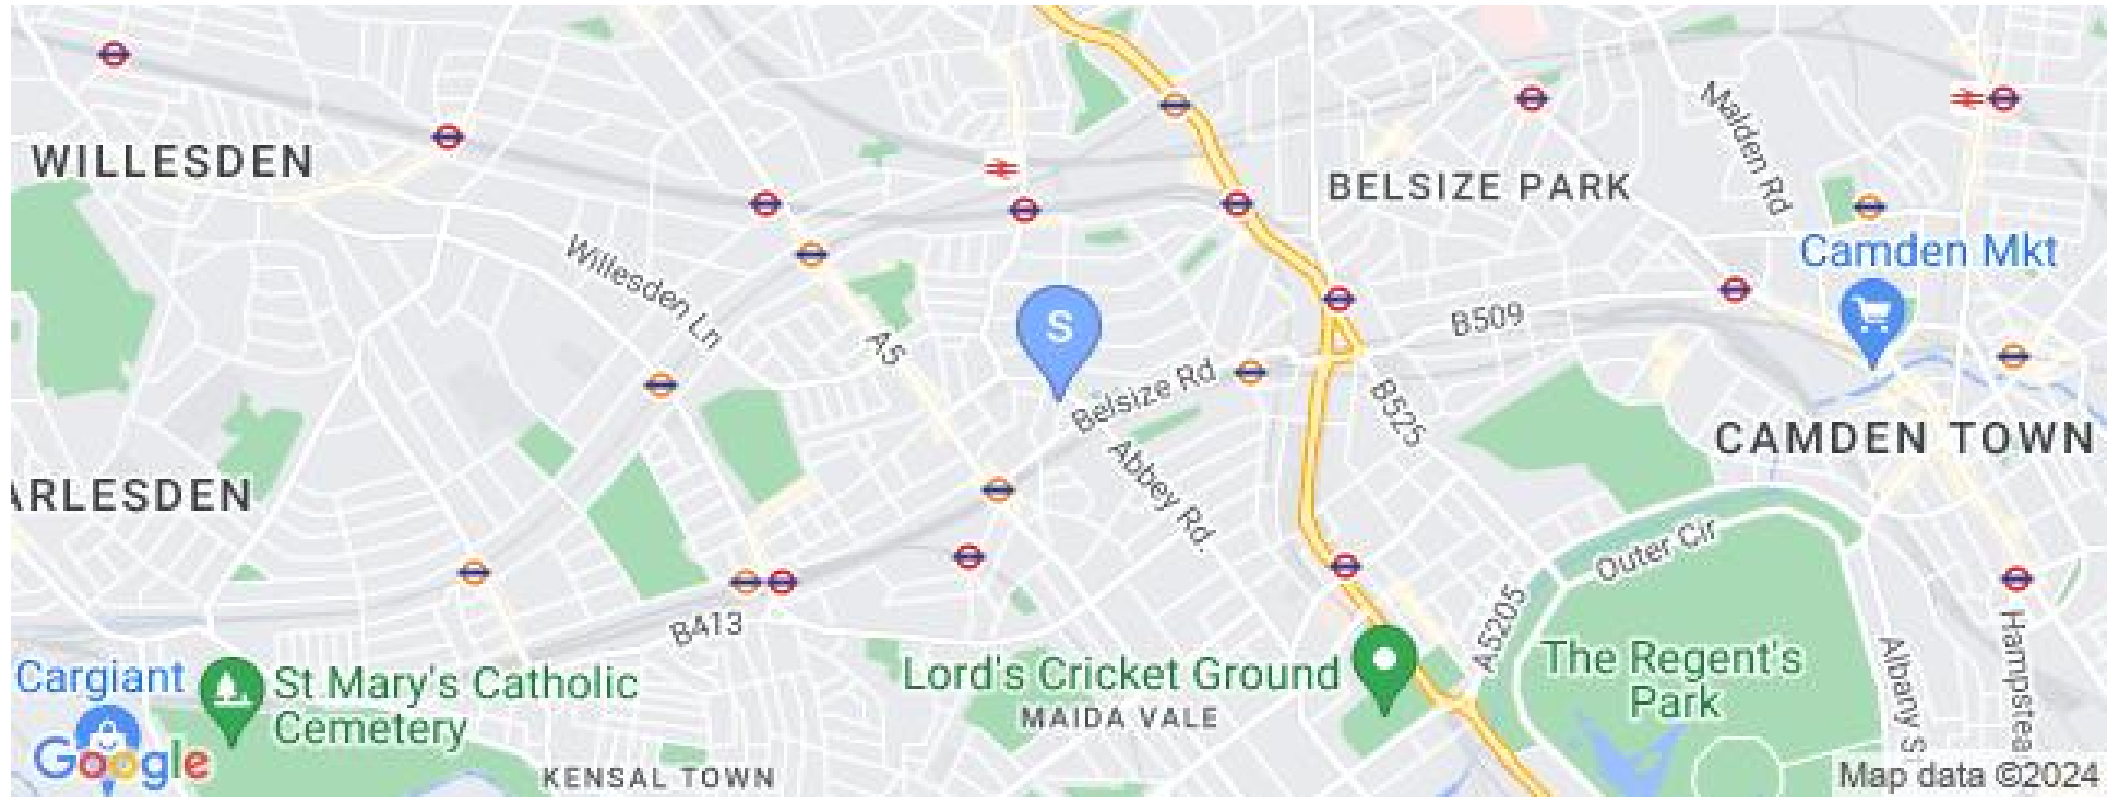 WILLESDEN
BELSIZE PARK
Malden Rd
Willesden Ln
Camden Mkt
A5
S
B509
Belsize Rd
B525
CAMDEN TOWN
Abbey Rd.
ARLESDEN
Outer Cir
B413
A5205
Hampstea
Albany S
Cargiant
St Mary's Catholic
Cemetery
Lord's Cricket Ground
MAIDA VALE
The Regent's
Park
Google
KENSAL TOWN
Map data ©2024